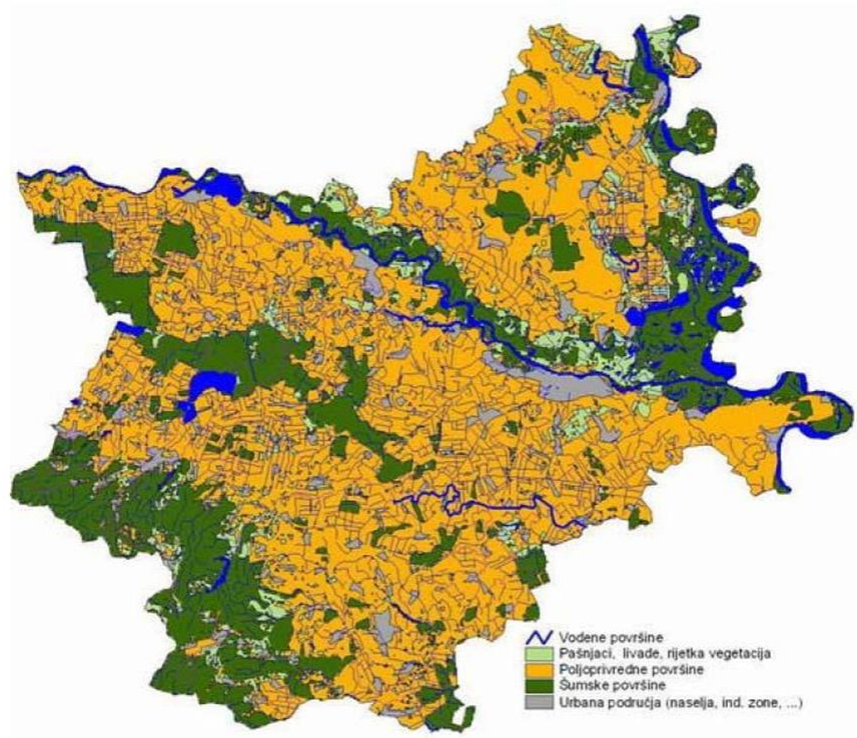 Vodene površine
Pašnjaci, livade, rijetka vegetacija
Poljoprivredne površine
Šumske površine
Urbana područja (naselja, ind. zone, ...)